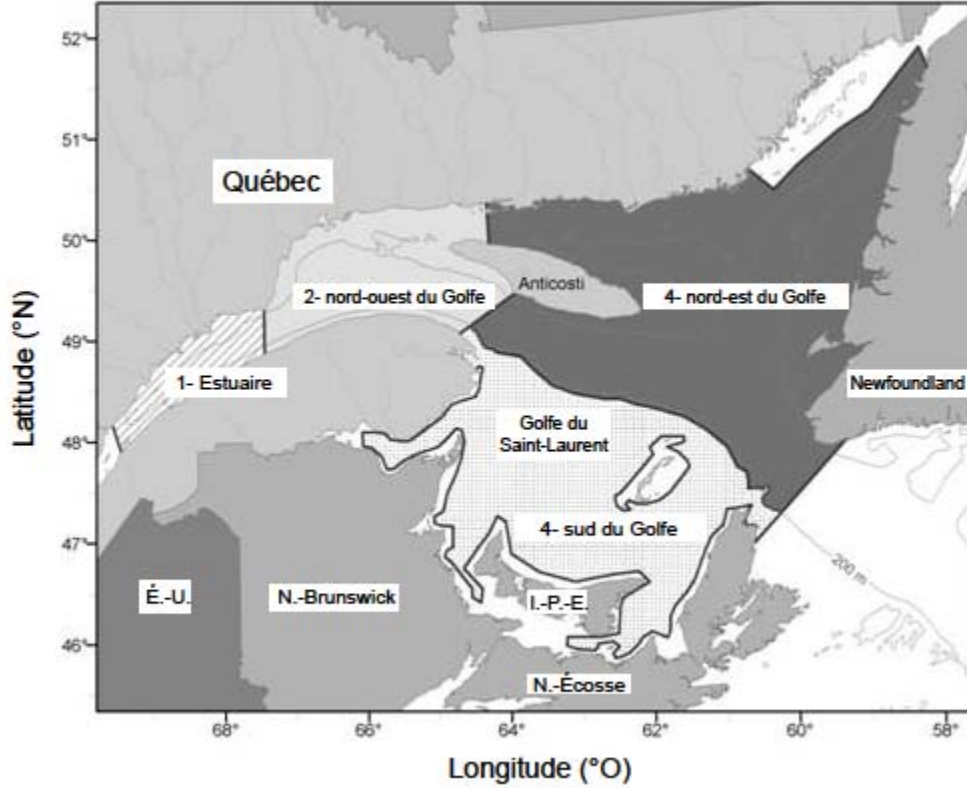 52°
51°
50°
49°
48°
47°
46°
Latitude (°N)
Québec
2- nord-ouest du Golfe
Anticosti
4- nord-est du Golfe
1- Estuaire
Newfoundland
Golfe du
Saint-Laurent
4- sud du Golfe
200 m
É.-U.
N.-Brunswick
I.-P.-E.
N.-Écosse
68°
66°
64°
62°
60°
58°
Longitude (°O)